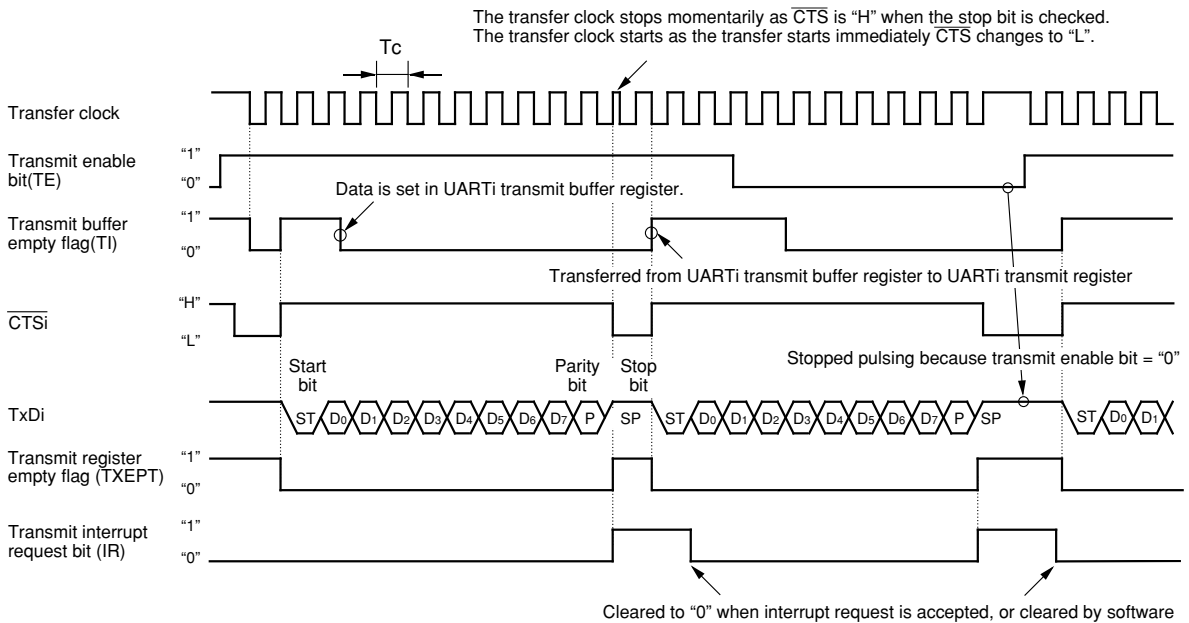 The transfer clock stops momentarily as CTS is “H” when the stop bit is checked.
The transfer clock starts as the transfer starts immediately CTS changes to “L”.
Tc
Transfer clock
Transmit enable
bit(TE)
“1”
“0”
Data is set in UARTi transmit buffer register.
Transmit buffer
empty flag(TI)
“1”
“0”
Transferred from UARTi transmit buffer register to UARTi transmit register
CTSi
“H”
“L”
Stopped pulsing because transmit enable bit = “0”
Start
bit
Parity
bit
Stop
bit
TxDi
ST D0 D1 D2 D3 D4 D5 D6 D7 P SP ST D0 D1 D2 D3 D4 D5 D6 D7 P SP ST D0 D1
Transmit register
empty flag (TXEPT)
“1”
“0”
Transmit interrupt
request bit (IR)
“1”
“0”
Cleared to “0” when interrupt request is accepted, or cleared by software